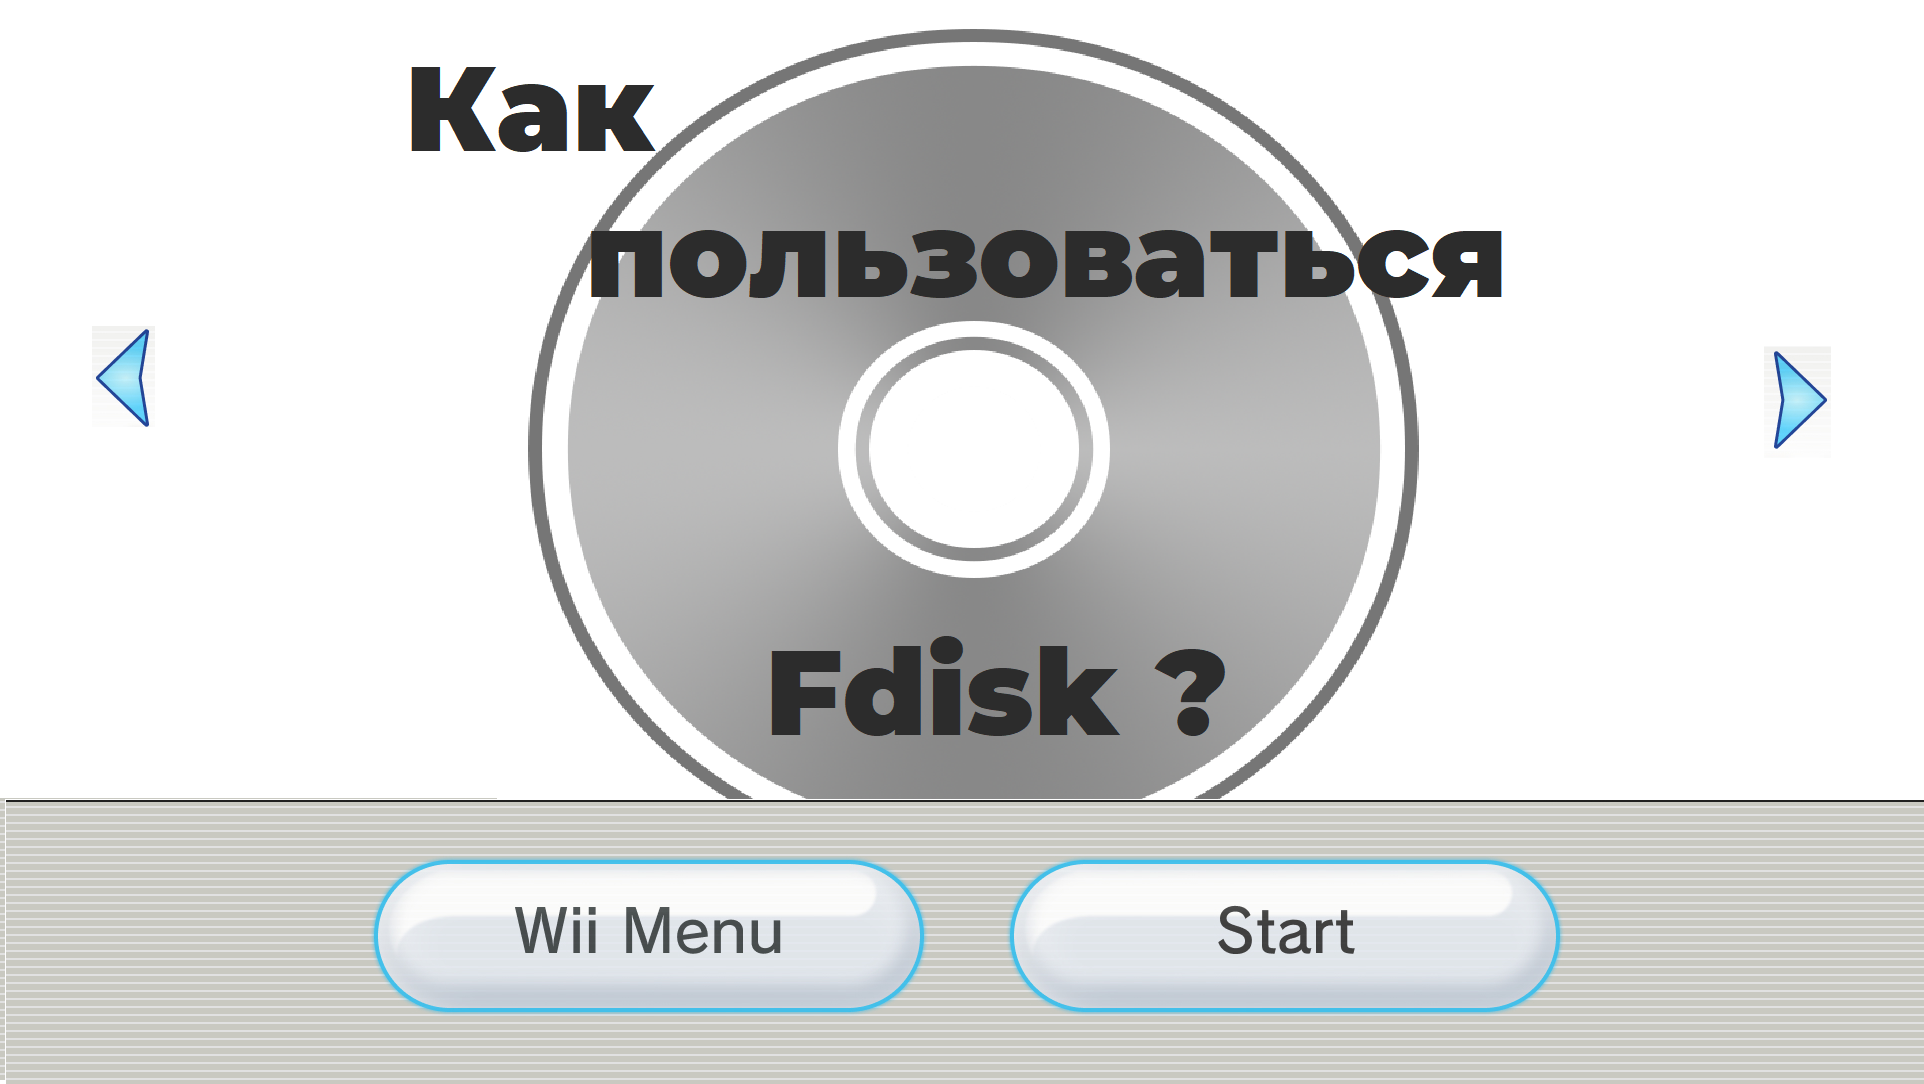 Как
пользоваться
Fdisk ?
Wii Menu
Start